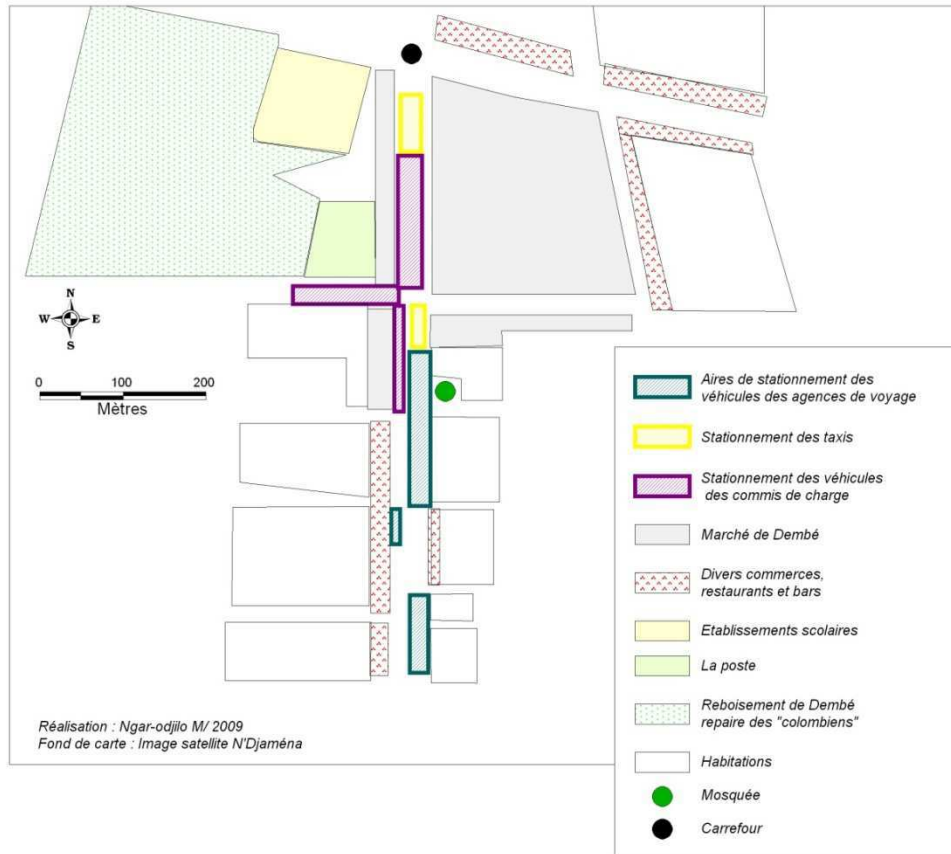 N
W E
S
0 100 200
Mètres
Aires de stationnement des
véhicules des agences de voyage
Stationnement des taxis
Stationnement des véhicules
des commis de charge
Marché de Dembé
Divers commerces,
restaurants et bars
Etablissements scolaires
La poste
Reboisement de Dembé
repaire des "colombiens"
Habitations
Mosquée
Carrefour
Réalisation : Ngar-odjilo M/ 2009
Fond de carte : Image satellite N'Djaména